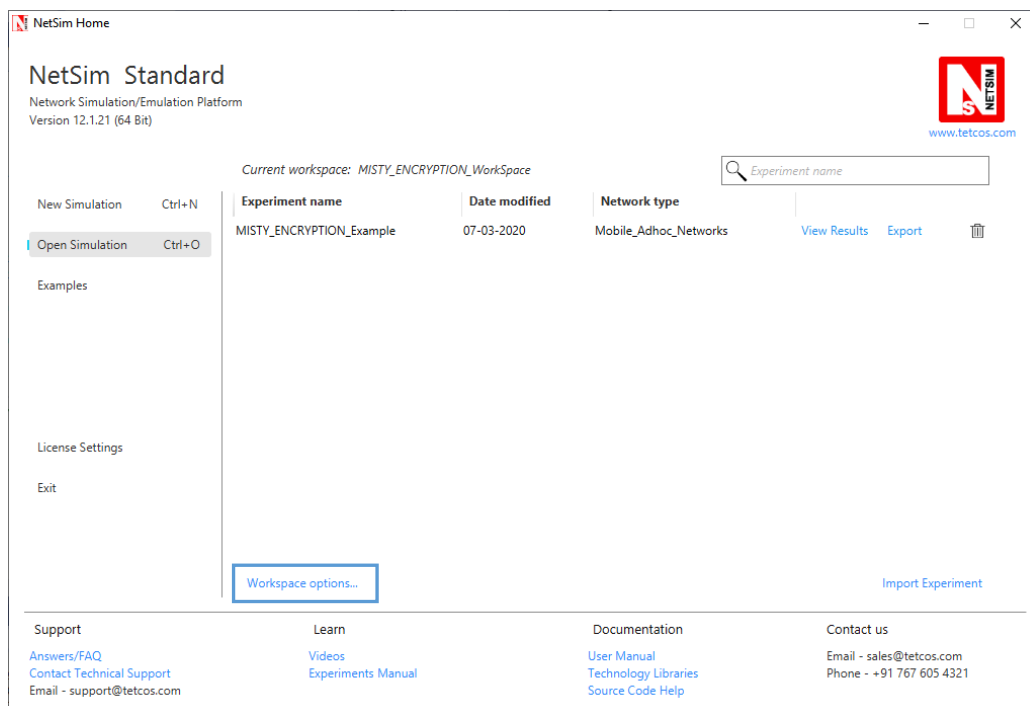 NetSim Home
NetSim Standard
Network Simulation/Emulation Platform
Version 12.1.21 (64 Bit)
NS NETSIM
www.tetcos.com
Current workspace: MISTY_ENCRYPTION_WorkSpace
Experiment name
New Simulation Ctrl+N
Open Simulation Ctrl+O
Examples
License Settings
Exit
Experiment name Date modified Network type
MISTY_ENCRYPTION_Example 07-03-2020 Mobile_Adhoc_Networks View Results Export
Workspace options...
Import Experiment
Support
Answers/FAQ
Contact Technical Support
Email - support@tetcos.com
Learn
Videos
Experiments Manual
Documentation
User Manual
Technology Libraries
Source Code Help
Contact us
Email - sales@tetcos.com
Phone - +91 767 605 4321